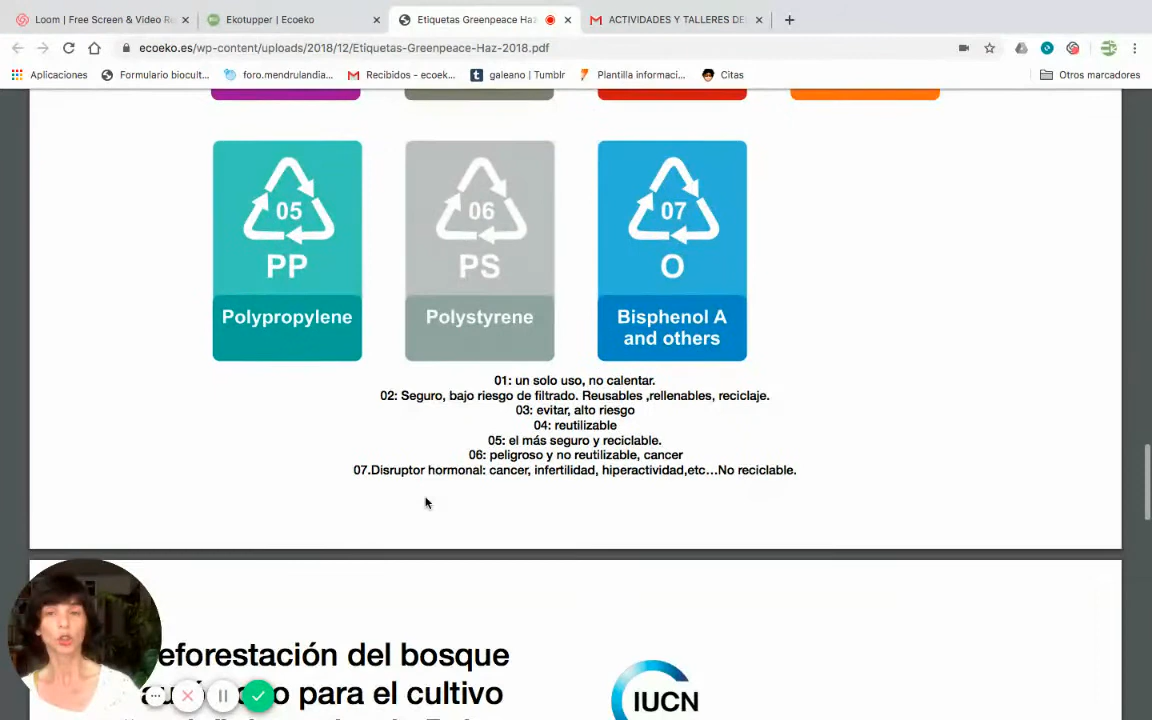 Loom | Free Screen & Video Re
Ekotupper | Ecoeko
Etiquetas Greenpeace Haz
ACTIVIDADES Y TALLERES DE
ecoeko.es/wp-content/uploads/2018/12/Etiquetas-Greenpeace-Haz-2018.pdf
Aplicaciones
Formulario biocult...
foro.mendrulandia...
Recibidos - ecoek...
galeano | Tumblr
Plantilla informaci...
Citas
Otros marcadores
05
PP
Polypropylene
06
PS
Polystyrene
07
O
Bisphenol A
and others
01: un solo uso, no calentar.
02: Seguro, bajo riesgo de filtrado. Reusables ,rellenables, reciclaje.
03: evitar, alto riesgo
04: reutilizable
05: el más seguro y reciclable.
06: peligroso y no reutilizable, cancer
07.Disruptor hormonal: cancer, infertilidad, hiperactividad,etc...No reciclable.
eforestación del bosque
para el cultivo
IUCN